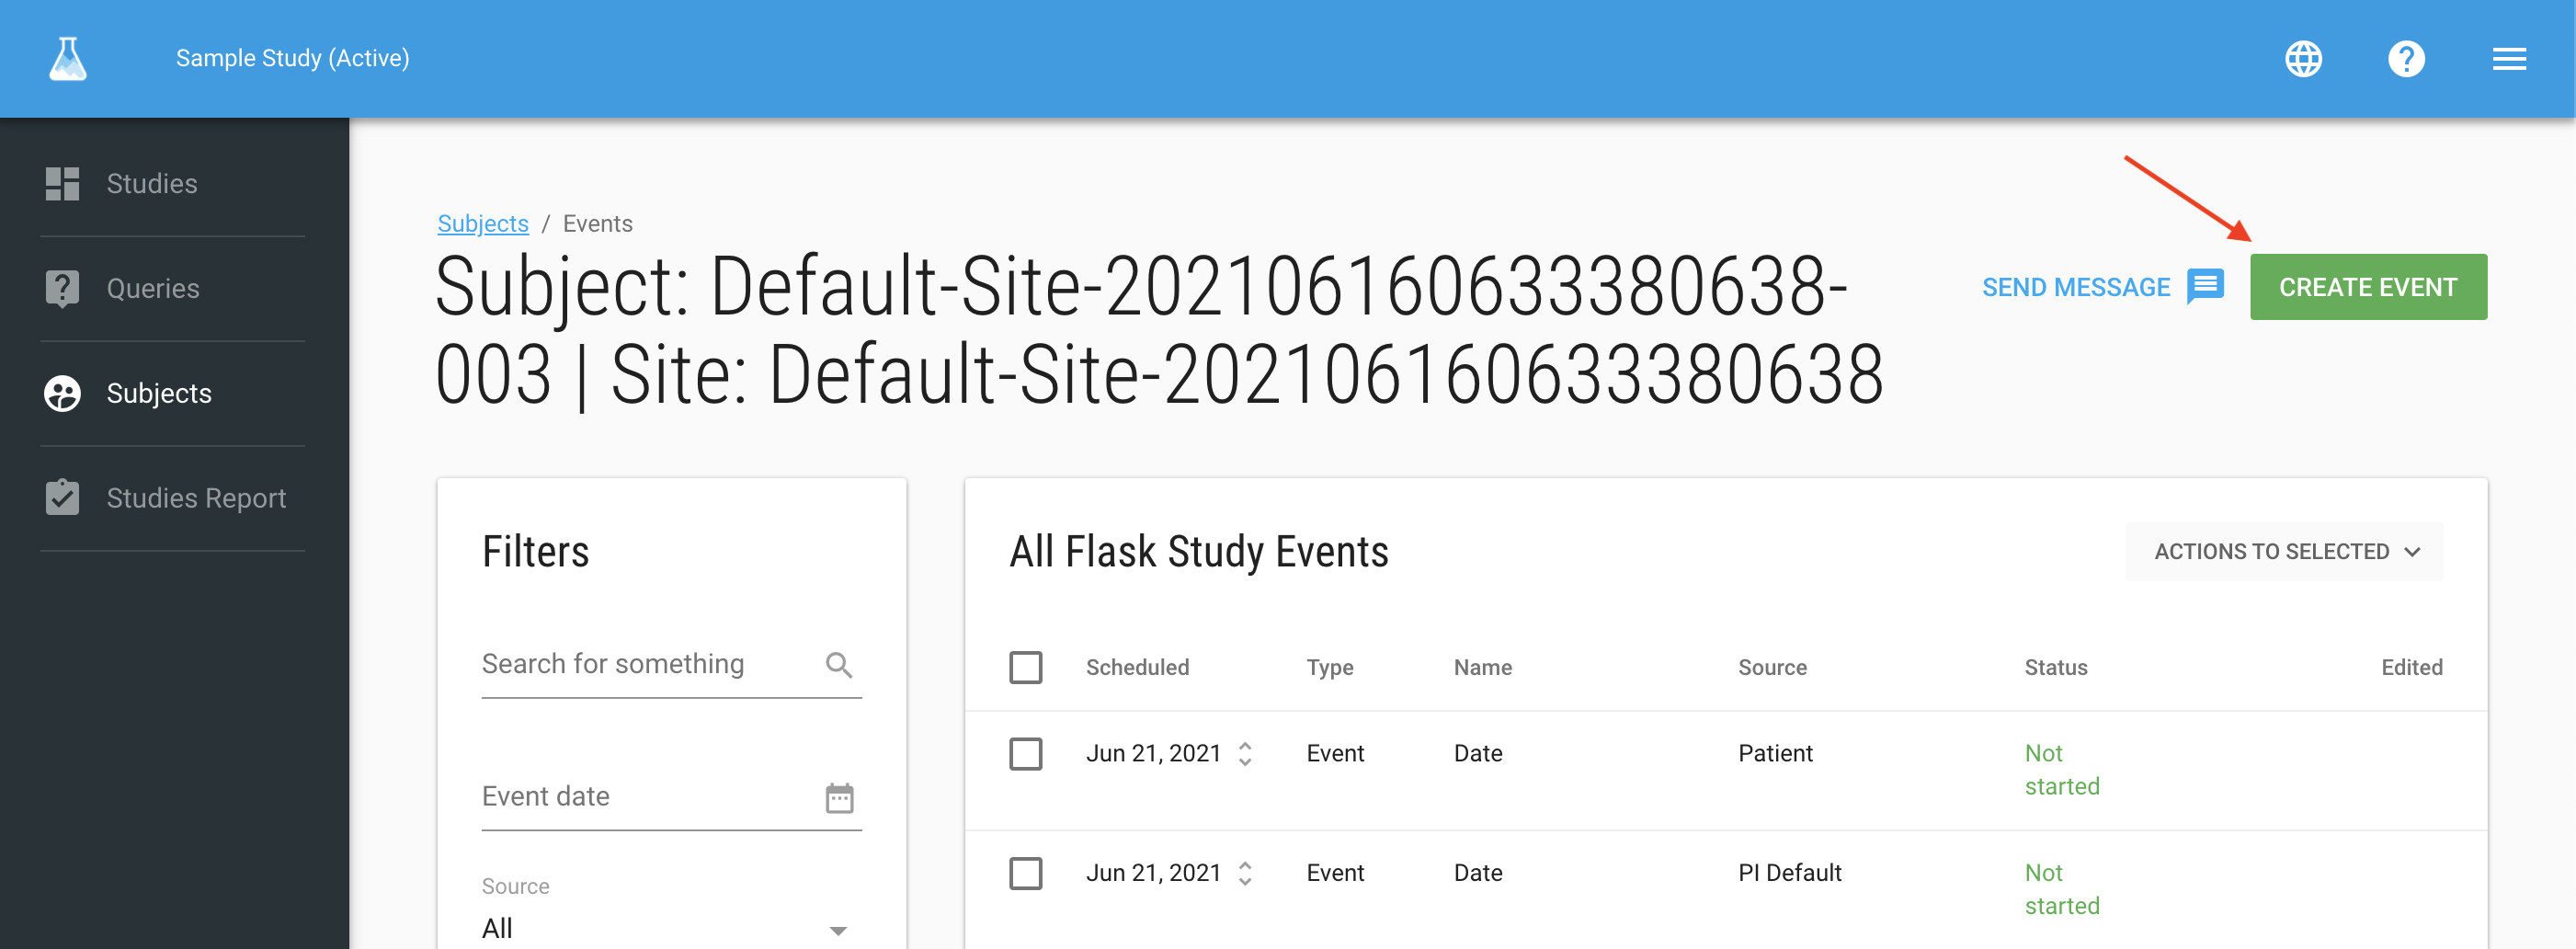 Sample Study (Active)
Studies
Queries
Subjects
Studies Report
Subjects / Events
Subject: Default-Site-202106160633380638-
003 | Site: Default-Site-202106160633380638
SEND MESSAGE
CREATE EVENT
Filters
Search for something
Event date
Source
All
All Flask Study Events
ACTIONS TO SELECTED
Scheduled Type Name Source Status Edited
Jun 21, 2021 Event Date Patient Not
started
Jun 21, 2021 Event Date PI Default Not
started